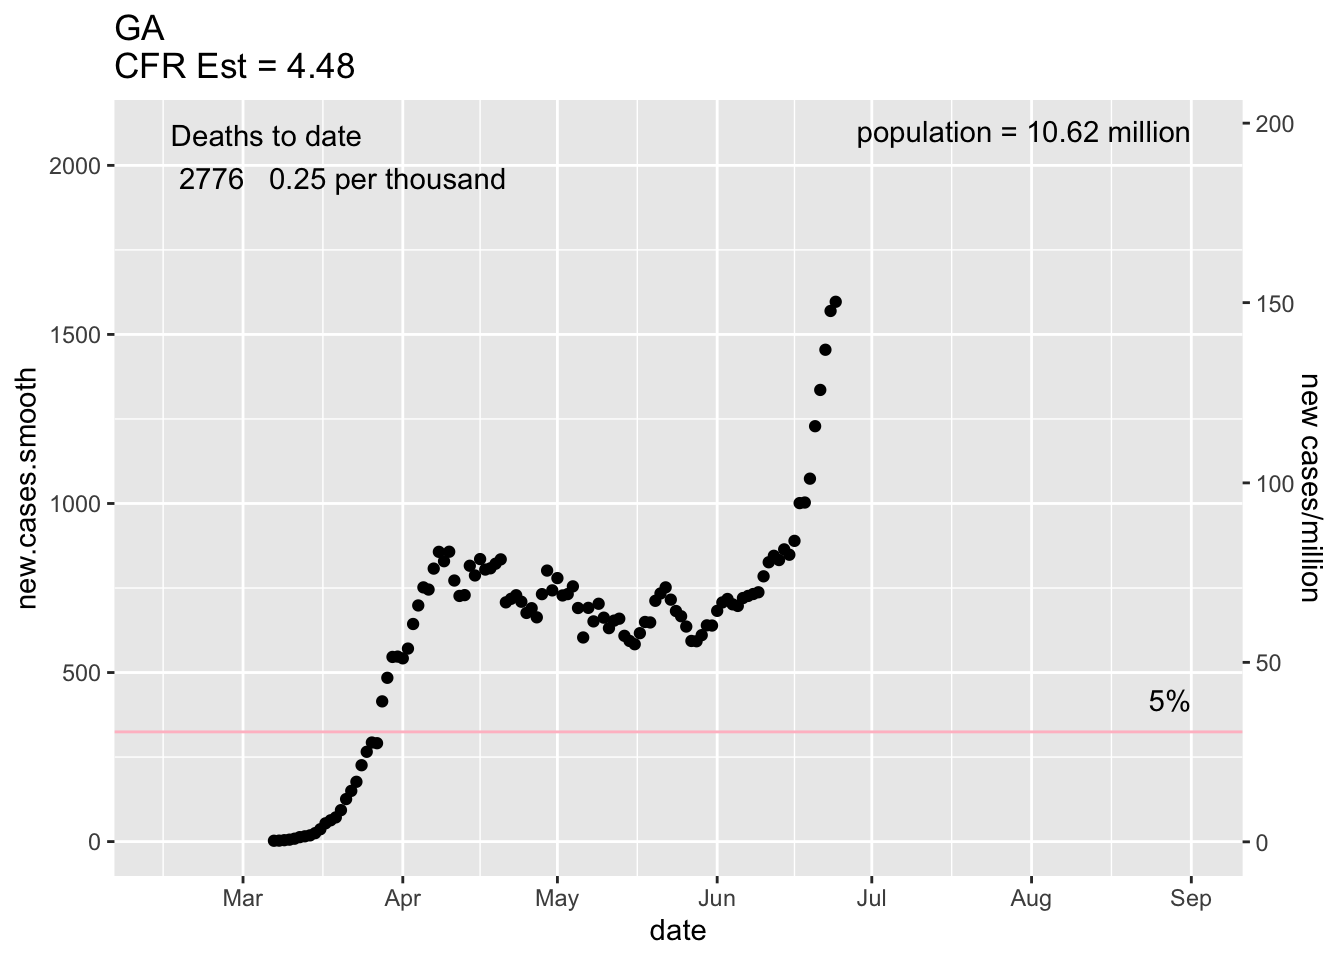 GA
CFR Est = 4.48
Deaths to date
2776 0.25 per thousand
population = 10.62 million
5%
new.cases.smooth
2000
1500
1000
500
0
200
150
100
50
0
new cases/million
Mar Apr May Jun Jul Aug Sep
date